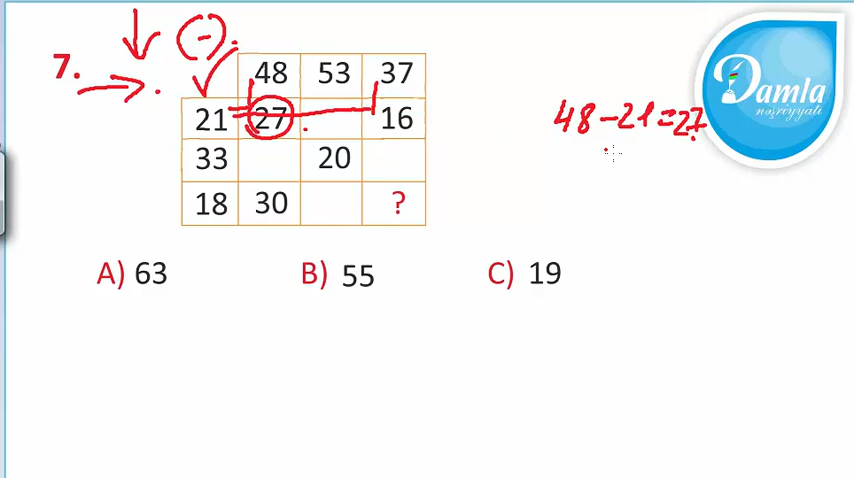 (-)
7.
48 53 37
21 27 16
33 20
18 30 ?
48-21=27
Damla
nəşriyyatı
A) 63 B) 55 C) 19